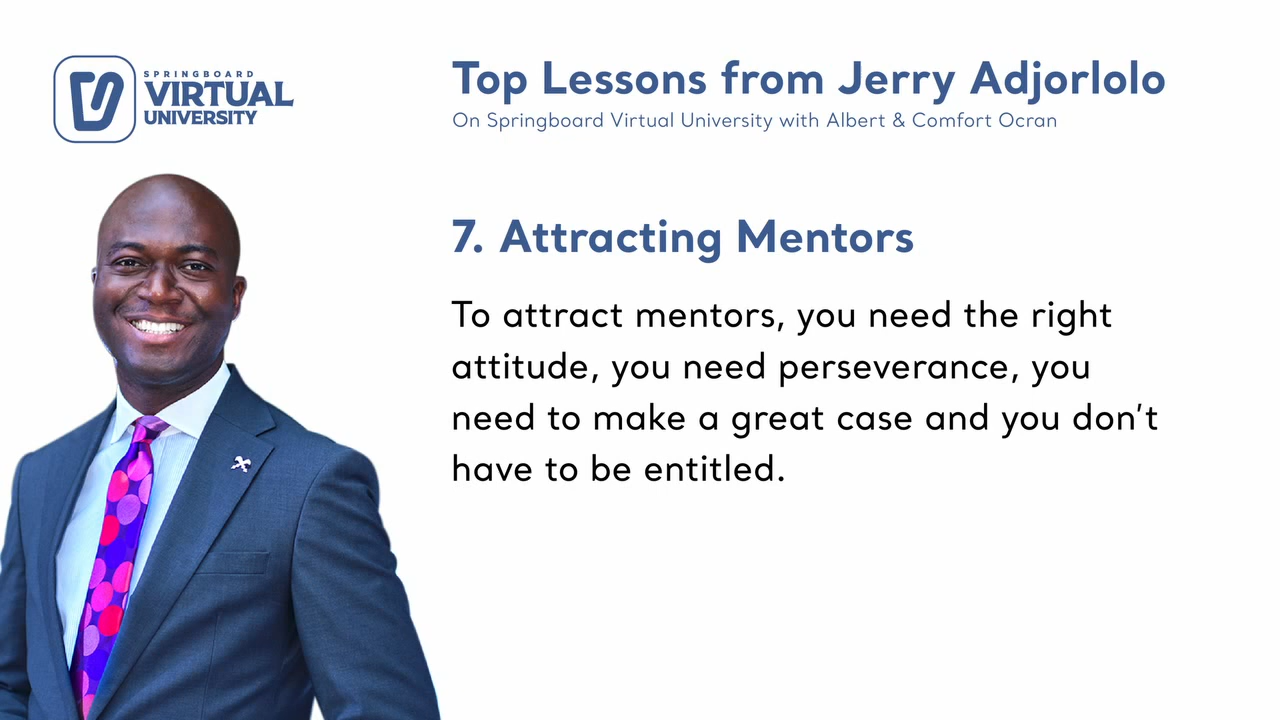 SPRINGBOARD
VIRTUAL
UNIVERSITY
Top Lessons from Jerry Adjorlolo
On Springboard Virtual University with Albert & Comfort Ocran
7. Attracting Mentors
To attract mentors, you need the right
attitude, you need perseverance, you
need to make a great case and you don't
have to be entitled.